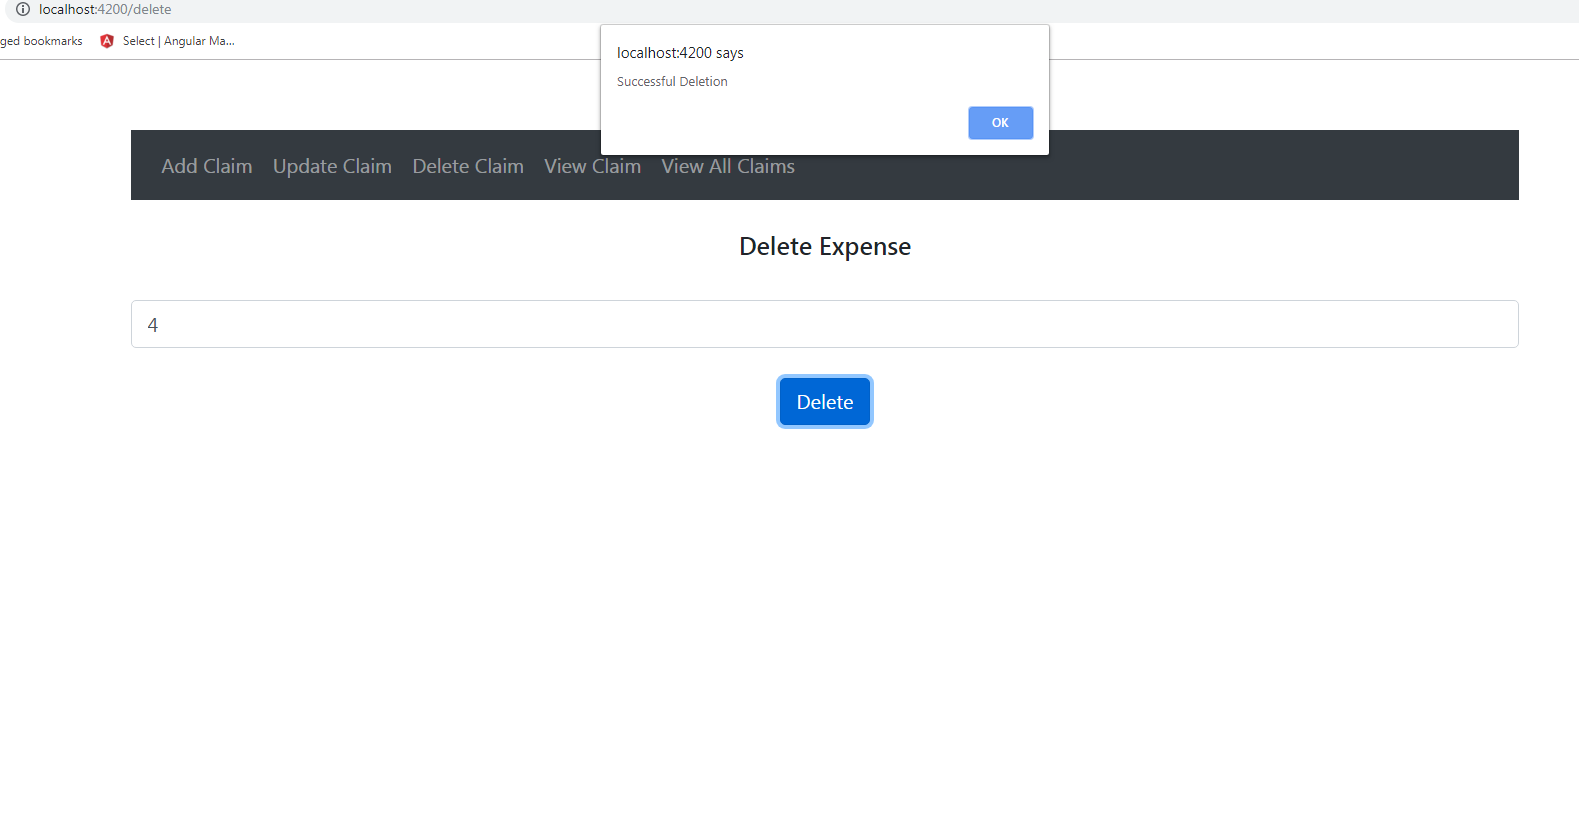 localhost:4200/delete
ged bookmarks Select | Angular Ma...
localhost:4200 says
Successful Deletion
OK
Add Claim Update Claim Delete Claim View Claim View All Claims
Delete Expense
4
Delete